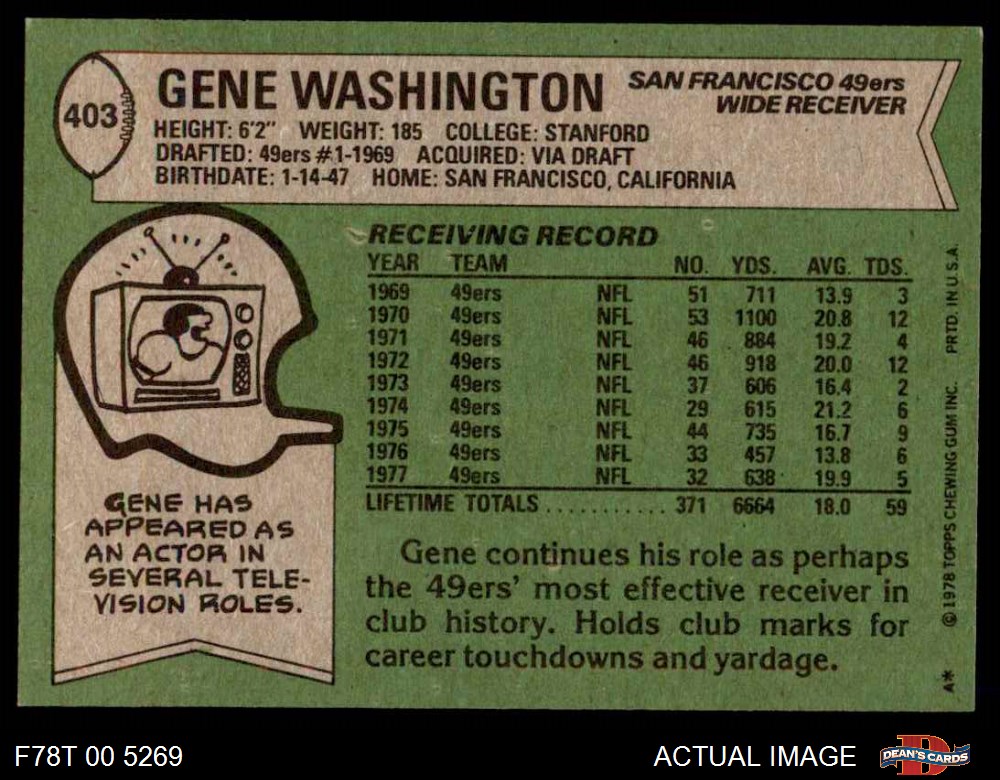 403
GENE WASHINGTON
SAN FRANCISCO 49ers
WIDE RECEIVER
HEIGHT: 6'2" WEIGHT: 185 COLLEGE: STANFORD
DRAFTED: 49ers #1-1969 ACQUIRED: VIA DRAFT
BIRTHDATE: 1-14-47 HOME: SAN FRANCISCO, CALIFORNIA
RECEIVING RECORD
YEAR TEAM NO. YDS. AVG. TDS.
1969 49ers NFL 51 711 13.9 3
1970 49ers NFL 53 1100 20.8 12
1971 49ers NFL 46 884 19.2 4
1972 49ers NFL 46 918 20.0 12
1973 49ers NFL 37 606 16.4 2
1974 49ers NFL 29 615 21.2 6
1975 49ers NFL 44 735 16.7 9
1976 49ers NFL 33 457 13.8 6
1977 49ers NFL 32 638 19.9 5
LIFETIME TOTALS ........... 371 6664 18.0 59
GENE HAS
APPEARED AS
AN ACTOR IN
SEVERAL TELE-
VISION ROLES.
Gene continues his role as perhaps
the 49ers' most effective receiver in
club history. Holds club marks for
career touchdowns and yardage.
A* © 1978 TOPPS CHEWING GUM INC. PRTD. IN U.S.A.
F78T 00 5269
ACTUAL IMAGE
DEAN'S CARDS